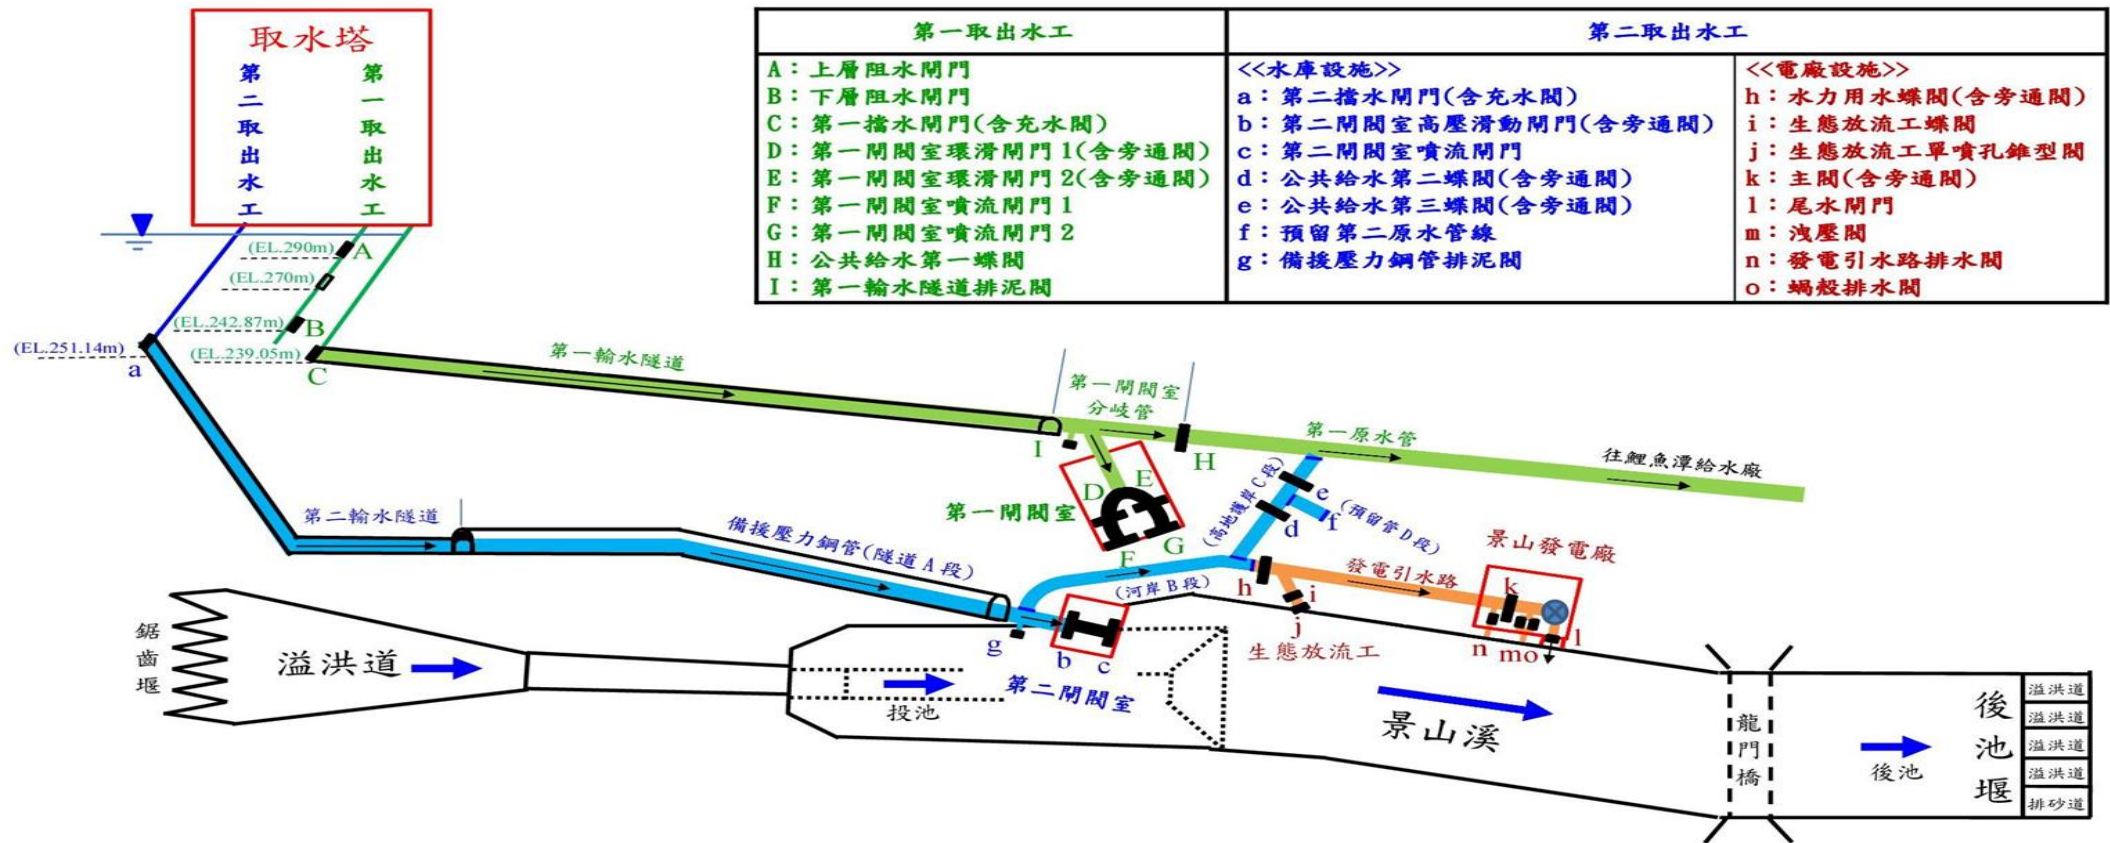 取水塔
第二取出水工
第一取出水工
第一取出水工
第二取出水工
A：上層阻水閘門
B：下層阻水閘門
C：第一擋水閘門(含充水閥)
D：第一閘閥室環滑閘門1(含旁通閥)
E：第一閘閥室環滑閘門2(含旁通閥)
F：第一閘閥室噴流閘門1
G：第一閘閥室噴流閘門2
H：公共給水第一蝶閥
I：第一輸水隧道排泥閥
<<水庫設施>>
a：第二擋水閘門(含充水閥)
b：第二閘閥室高壓滑動閘門(含旁通閥)
c：第二閘閥室噴流閘門
d：公共給水第二蝶閥(含旁通閥)
e：公共給水第三蝶閥(含旁通閥)
f：預留第二原水管線
g：備援壓力鋼管排泥閥
<<電廠設施>>
h：水力用水蝶閥(含旁通閥)
i：生態放流工蝶閥
j：生態放流工單噴孔錐型閥
k：主閥(含旁通閥)
l：尾水閘門
m：洩壓閥
n：發電引水路排水閥
o：蝸殼排水閥
(EL.290m)
A
(EL.270m)
(EL.242.87m)
B
(EL.251.14m)
a
(EL.239.05m)
C
第一輸水隧道
第一閘閥室
分岐管
I
H
第一原水管
往鯉魚潭給水廠
D
E
第一閘閥室
F
G
(高地護岸C段)
e
d
f
(預留管D段)
第二輸水隧道
備援壓力鋼管(隧道A段)
(河岸B段)
h
發電引水路
景山發電廠
k
i
j
生態放流工
l
n
m
o
g
b
c
第二閘閥室
鋸齒堰
溢洪道
投池
景山溪
龍門橋
後池
後池堰
溢洪道
溢洪道
溢洪道
溢洪道
排砂道